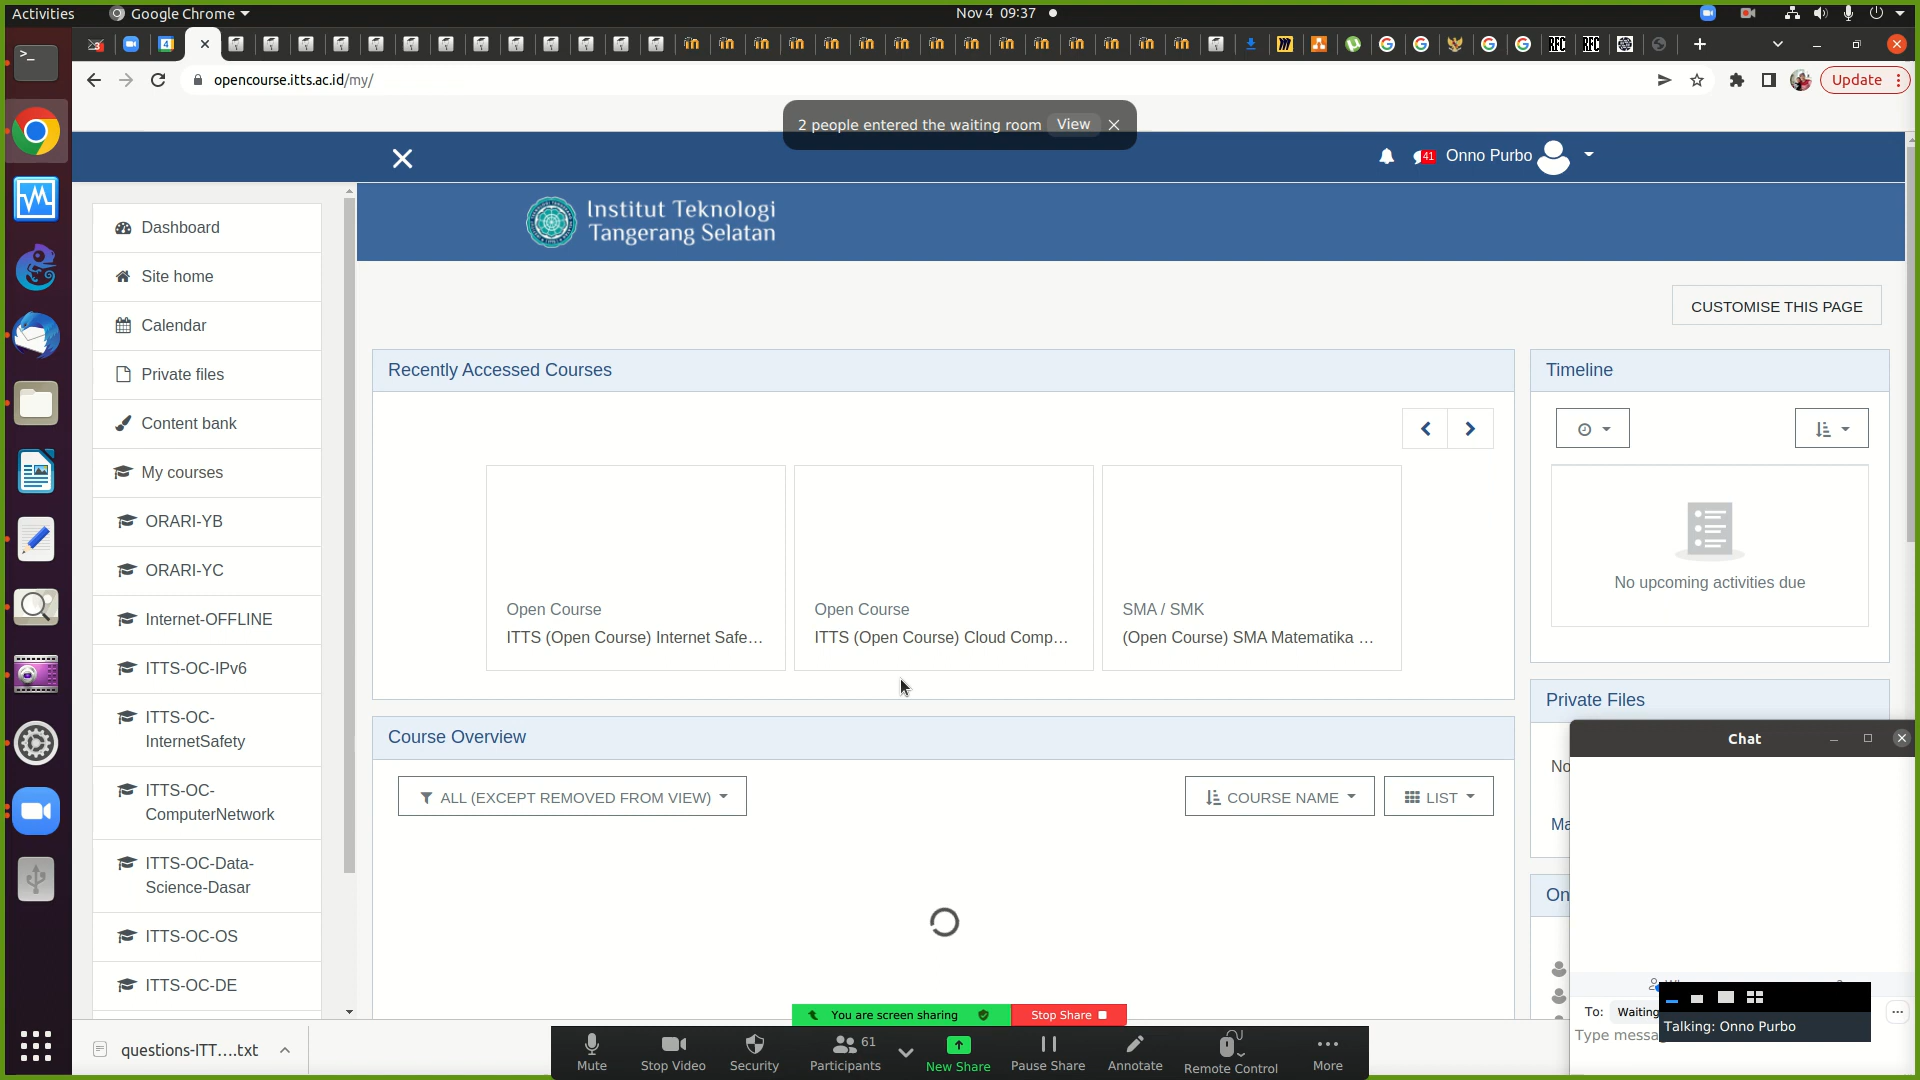 Activities
Google Chrome
Nov 4 09:37
opencourse.itts.ac.id/my/
Update
2 people entered the waiting room View
41
Onno Purbo
Institut Teknologi
Tangerang Selatan
Dashboard
Site home
Calendar
Private files
Content bank
My courses
ORARI-YB
ORARI-YC
Internet-OFFLINE
ITTS-OC-IPv6
ITTS-OC-
InternetSafety
ITTS-OC-
ComputerNetwork
ITTS-OC-Data-
Science-Dasar
ITTS-OC-OS
ITTS-OC-DE
CUSTOMISE THIS PAGE
Recently Accessed Courses
Open Course
ITTS (Open Course) Internet Safe...
Open Course
ITTS (Open Course) Cloud Comp...
SMA / SMK
(Open Course) SMA Matematika ...
Course Overview
ALL (EXCEPT REMOVED FROM VIEW)
COURSE NAME
LIST
Timeline
No upcoming activities due
Private Files
No
Ma
On
Chat
To: Waiting
Type messa
Talking: Onno Purbo
You are screen sharing
Stop Share
questions-ITT....txt
Mute
Stop Video
Security
Participants
61
New Share
Pause Share
Annotate
Remote Control
More